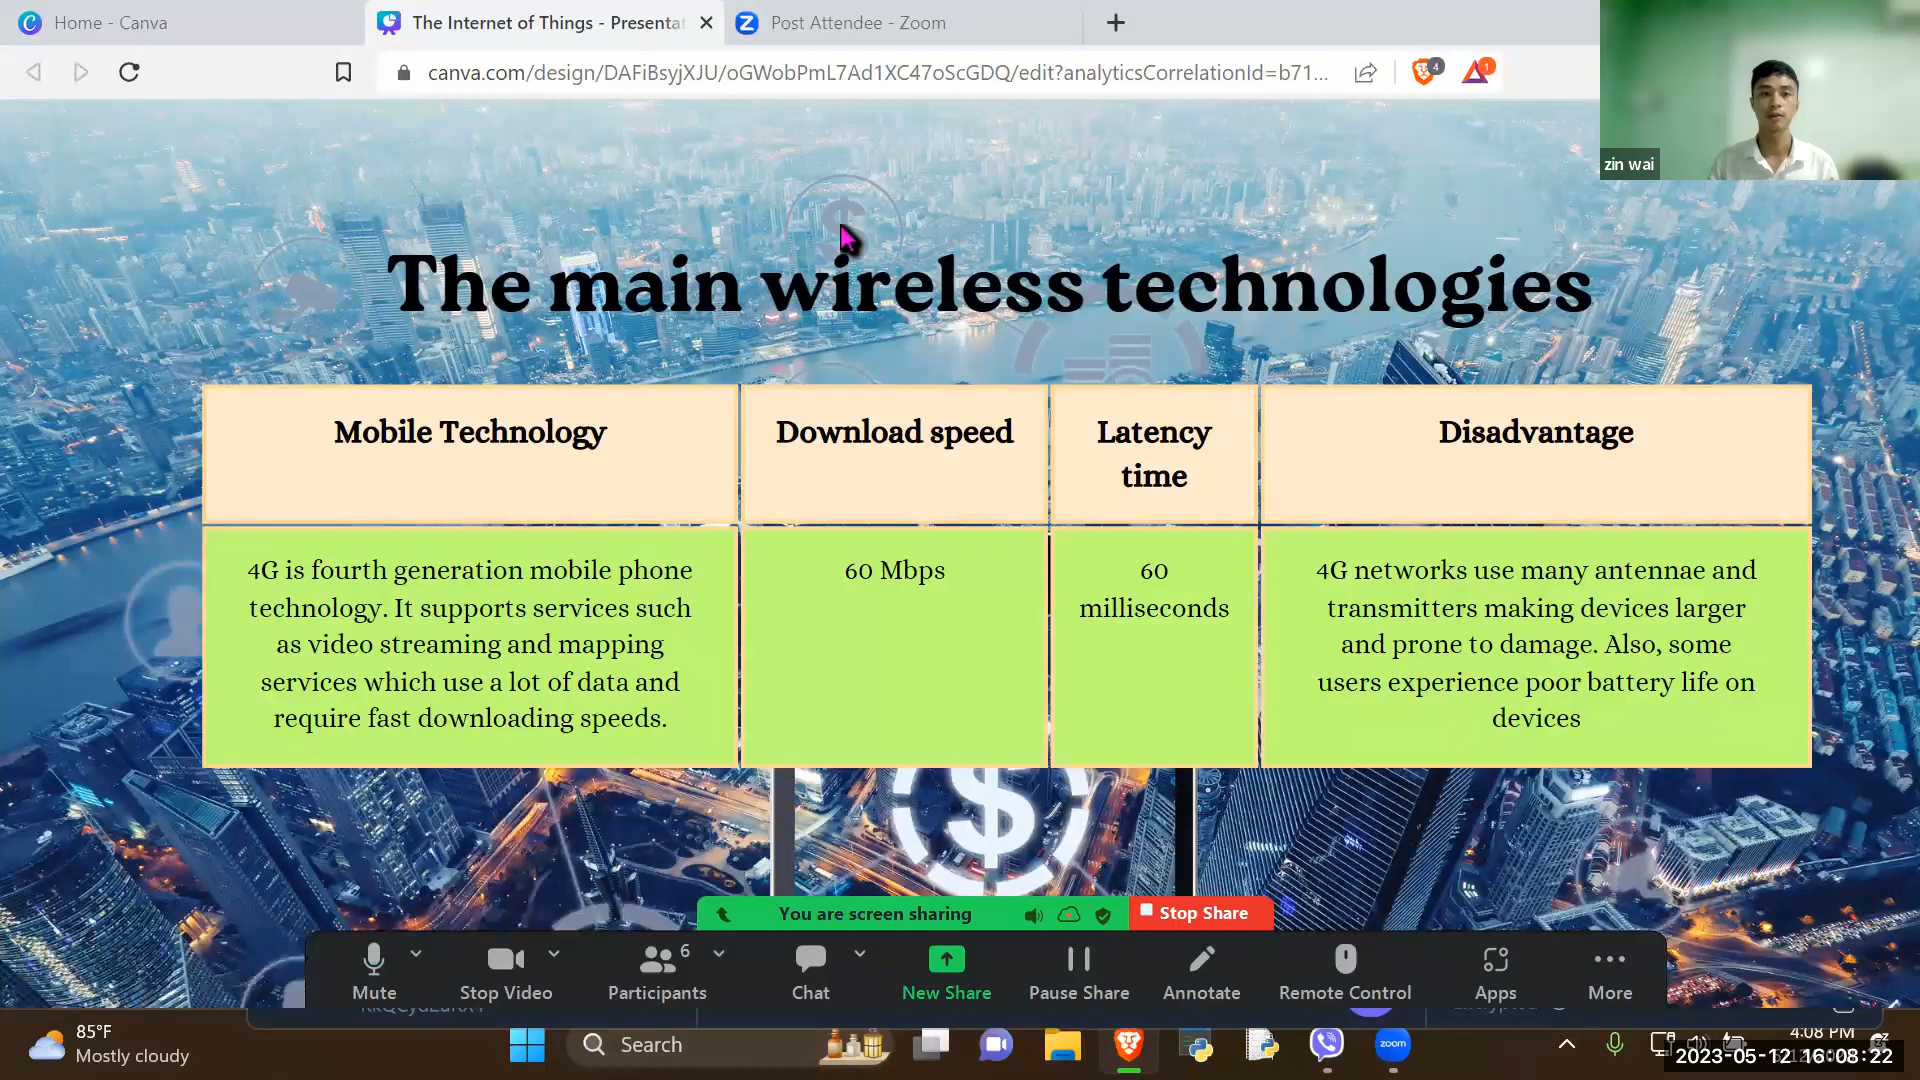 Home - Canva
The Internet of Things - Presenta
Post Attendee - Zoom
canva.com/design/DAFiBsyjXJU/oGWobPmL7Ad1XC47oScGDQ/edit?analyticsCorrelationId=b71...
4
1
zin wai
The main wireless technologies
Mobile Technology
Download speed
Latency
time
Disadvantage
4G is fourth generation mobile phone
technology. It supports services such
as video streaming and mapping
services which use a lot of data and
require fast downloading speeds.
60 Mbps
60
milliseconds
4G networks use many antennae and
transmitters making devices larger
and prone to damage. Also, some
users experience poor battery life on
devices
You are screen sharing
Stop Share
Mute
Stop Video
Participants
6
Chat
New Share
Pause Share
Annotate
Remote Control
Apps
More
85°F
Mostly cloudy
Search
zoom
4:08 PM
2023-05-12 16:08:22